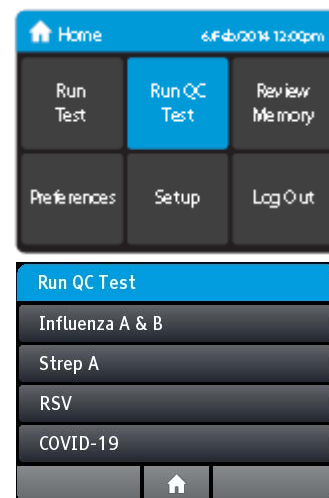 Home 6/Feb/2014 12:00pm
Run Test
Run QC Test
Review Memory
Preferences
Setup
Log Out
Run QC Test
Influenza A & B
Strep A
RSV
COVID-19